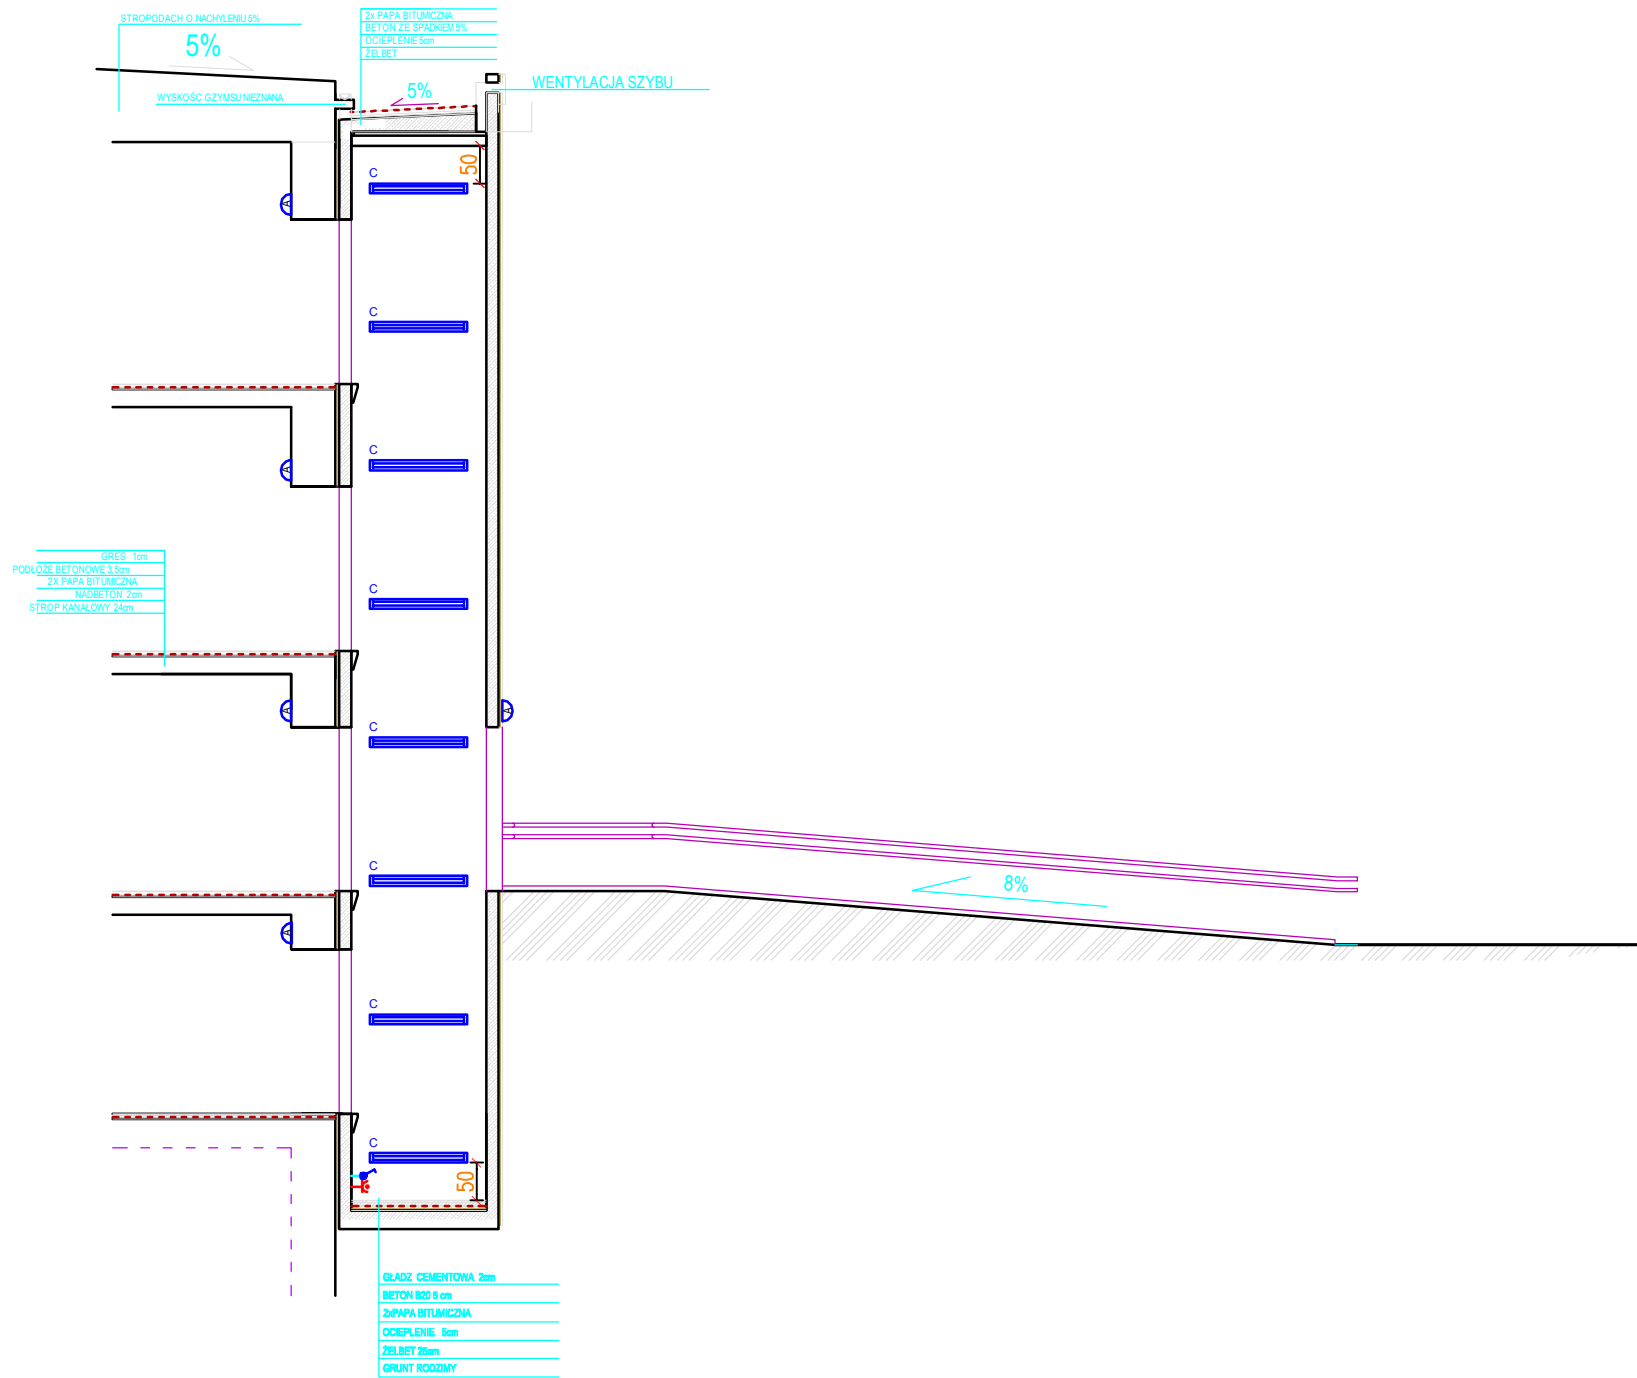 STROPODACH O NACHYLENIU 5%
5%
2x PAPA BITUMICZNA
BETON ZE SPADKIEM 5%
OCIEPLENIE 5cm
ŻELBET
WENTYLACJA SZYBU
WYSKOŚC GZYMSU NIEZNANA
5%
50
C
A
C
C
A
GRES 1cm
PODŁOŻE BETONOWE 3,5cm
2X PAPA BITUMICZNA
NADBETON 2cm
STROP KANAŁOWY 24cm
C
A
A
C
C
8%
A
C
C
50
GŁADZ CEMENTOWA 2cm
BETON B20 5 cm
2xPAPA BITUMICZNA
OCIEPLENIE 5cm
ŻELBET 25cm
GRUNT RODZIMY